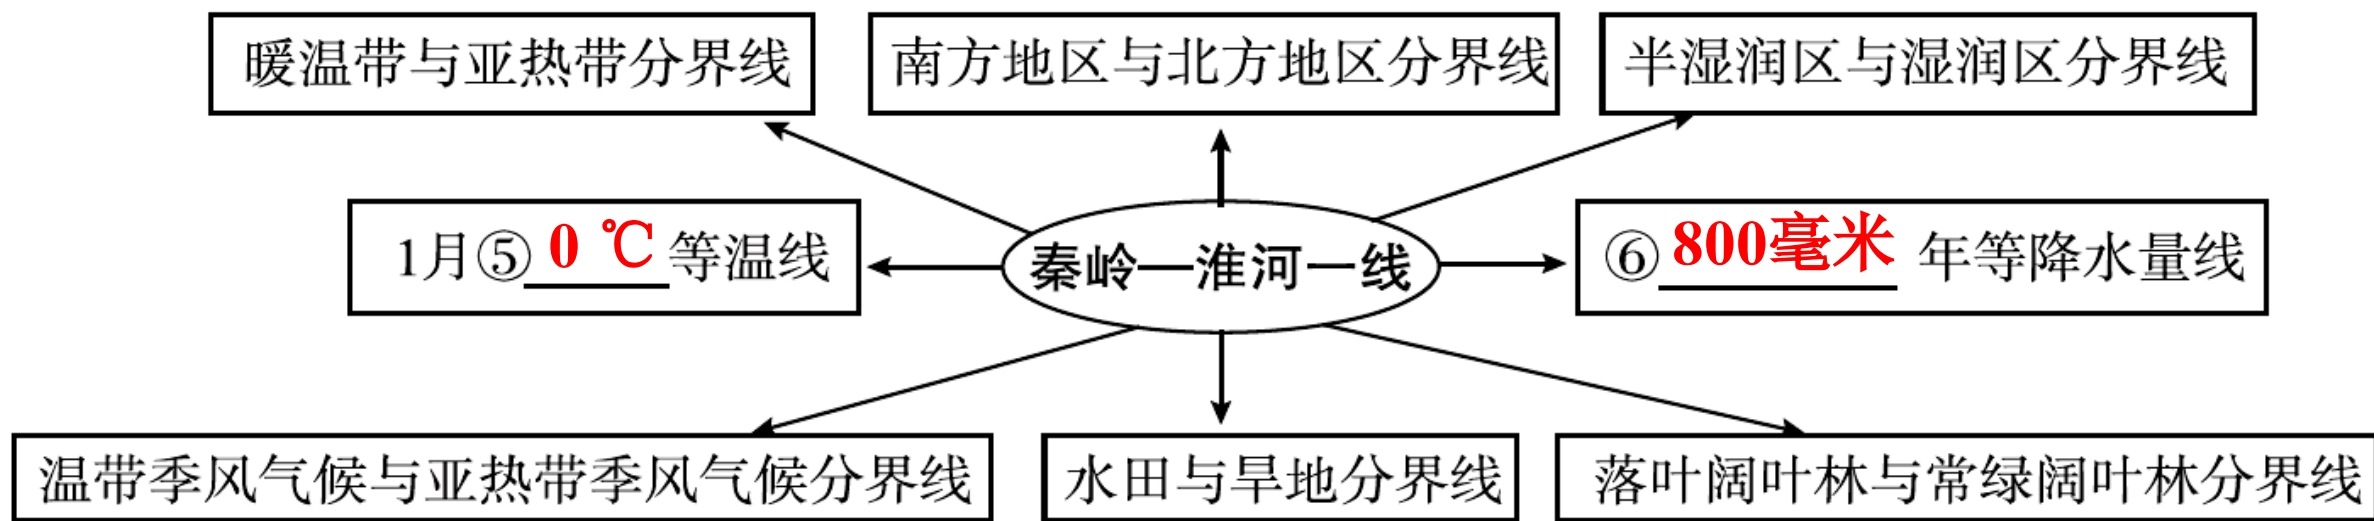 暖温带与亚热带分界线
南方地区与北方地区分界线
半湿润区与湿润区分界线
1月⑤0 ℃等温线
秦岭—淮河一线
⑥800毫米 年等降水量线
温带季风气候与亚热带季风气候分界线
水田与旱地分界线
落叶阔叶林与常绿阔叶林分界线